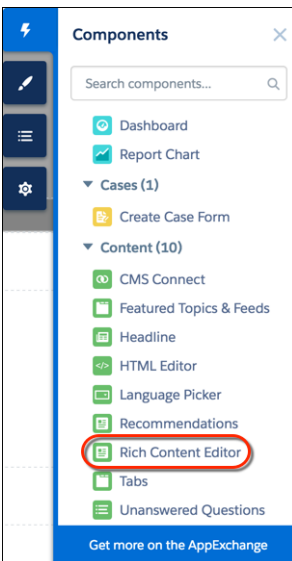 Components
Search components...
Dashboard
Report Chart
Cases (1)
Create Case Form
Content (10)
CMS Connect
Featured Topics & Feeds
Headline
HTML Editor
Language Picker
Recommendations
Rich Content Editor
Tabs
Unanswered Questions
Get more on the AppExchange